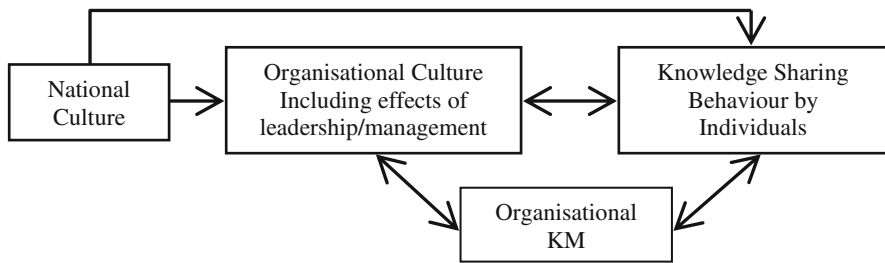 National
Culture
Organisational Culture
Including effects of
leadership/management
Knowledge Sharing
Behaviour by
Individuals
Organisational
KM